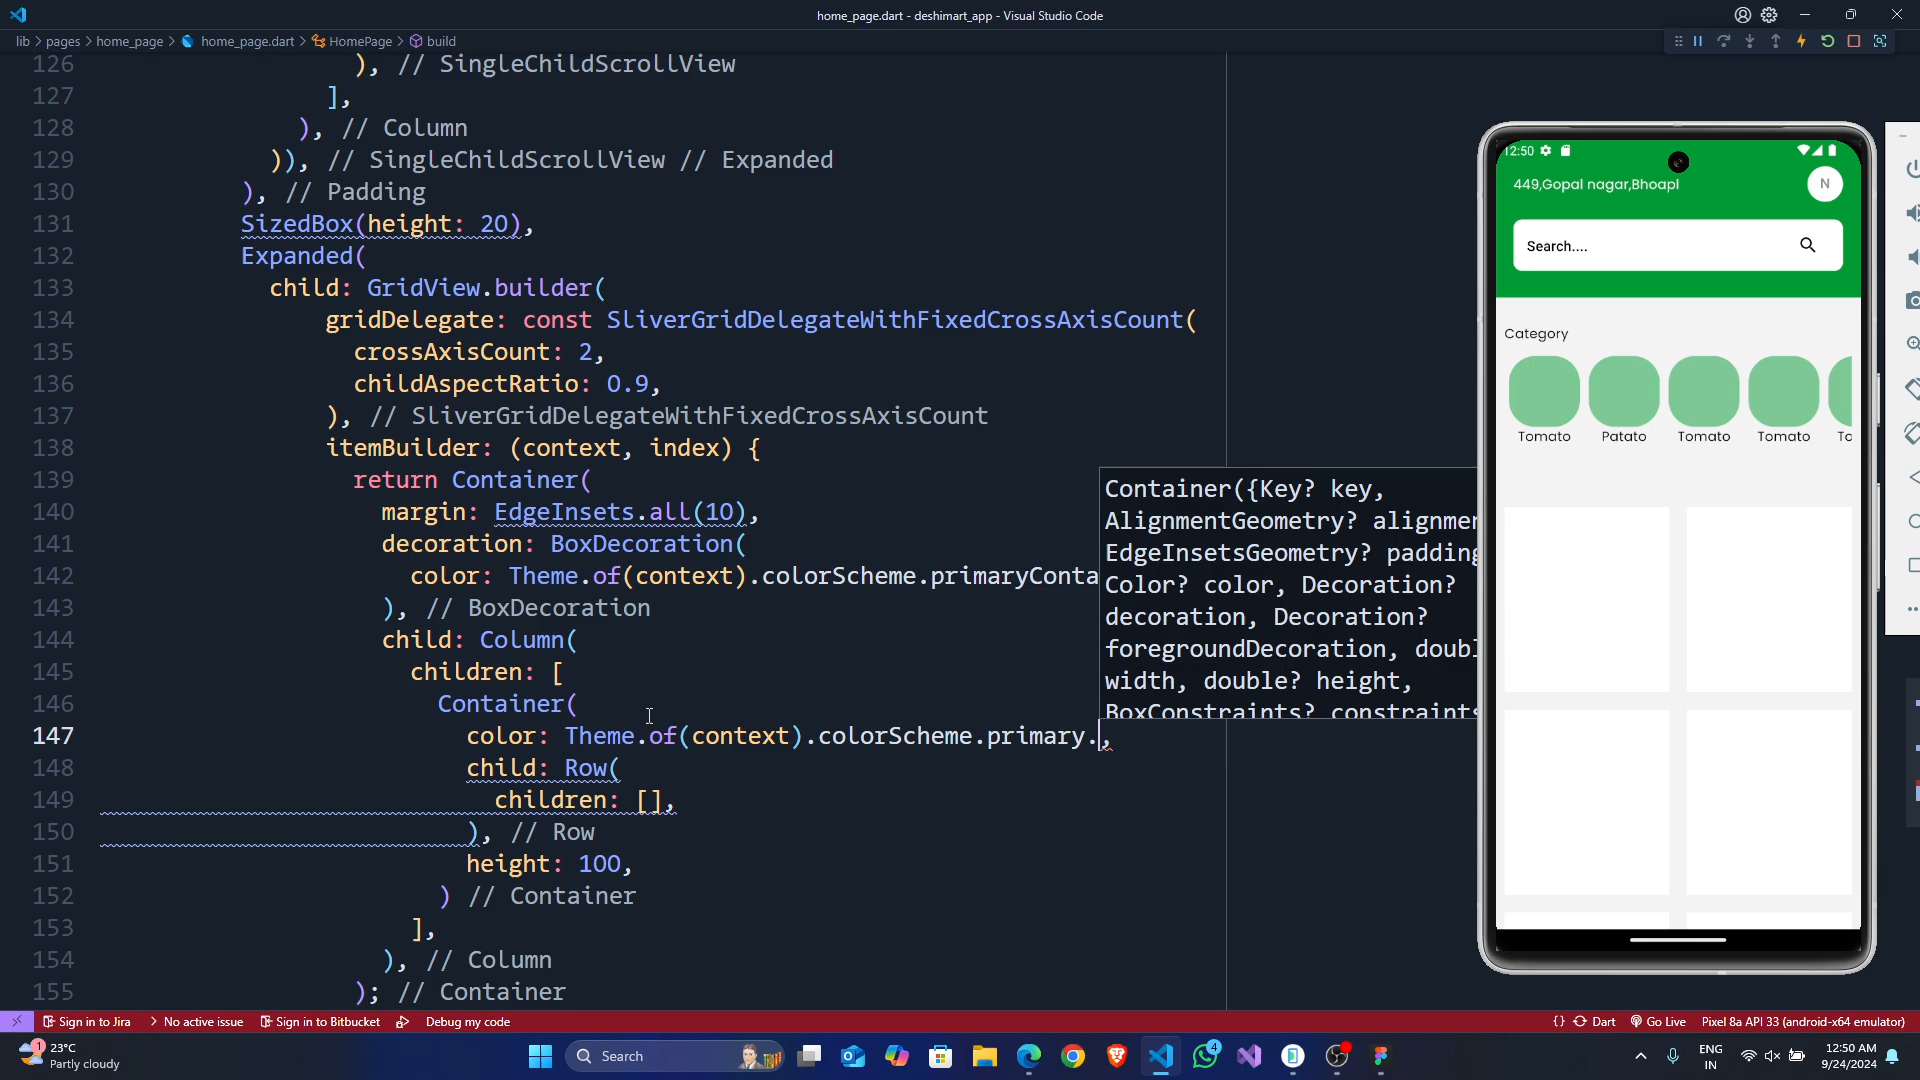 home_page.dart - deshimart_app - Visual Studio Code
lib > pages > home_page > home_page.dart > HomePage > build
126 ), // SingleChildScrollView
127 ],
128 ), // Column
129 )), // SingleChildScrollView // Expanded
130 ), // Padding
131 SizedBox(height: 20),
132 Expanded(
133 child: GridView.builder(
134 gridDelegate: const SliverGridDelegateWithFixedCrossAxisCount(
135 crossAxisCount: 2,
136 childAspectRatio: 0.9,
137 ), // SliverGridDelegateWithFixedCrossAxisCount
138 itemBuilder: (context, index) {
139 return Container(
140 margin: EdgeInsets.all(10),
141 decoration: BoxDecoration(
142 color: Theme.of(context).colorScheme.primaryConta
143 ), // BoxDecoration
144 child: Column(
145 children: [
146 Container(
147 color: Theme.of(context).colorScheme.primary.,
148 child: Row(
149 children: [],
150 ), // Row
151 height: 100,
152 ) // Container
153 ],
154 ), // Column
155 ); // Container
Container({Key? key,
AlignmentGeometry? alignmen
EdgeInsetsGeometry? padding
Color? color, Decoration?
decoration, Decoration?
foregroundDecoration, doubl
width, double? height,
BoxConstraints? constraints
12:50
449,Gopal nagar,Bhoapl
N
Search....
Category
Tomato Patato Tomato Tomato To
Sign in to Jira No active issue Sign in to Bitbucket Debug my code
{} Dart Go Live Pixel 8a API 33 (android-x64 emulator)
1
23°C
Partly cloudy
Search
4
ENG
IN
12:50 AM
9/24/2024